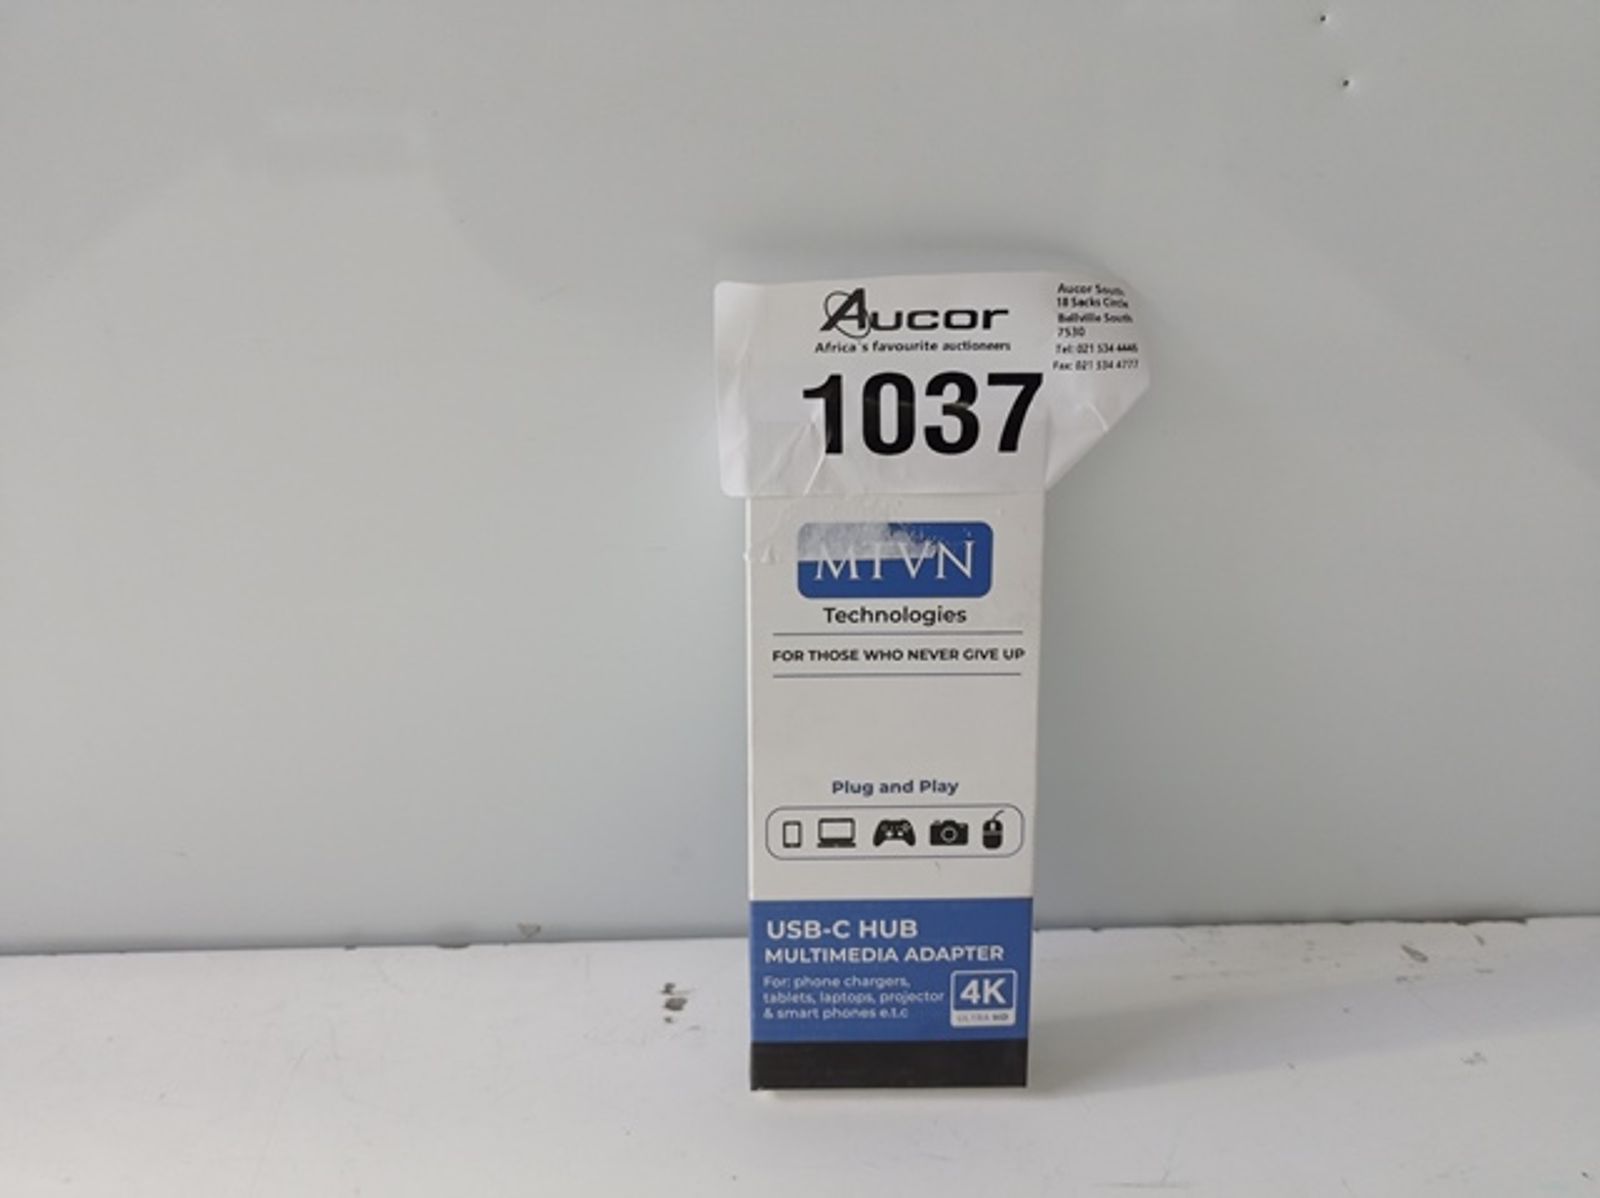 Aucor
Africa's favourite auctioneers
1037
Aucor South
18 Sacks Circle
Bellville South
7530
Tel: 021 534 4446
Fax: 021 534 4777
MTVN
Technologies
FOR THOSE WHO NEVER GIVE UP
Plug and Play
USB-C HUB
MULTIMEDIA ADAPTER
For: phone chargers,
tablets, laptops, projector
& smart phones e.t.c
4K
ULTRA HD